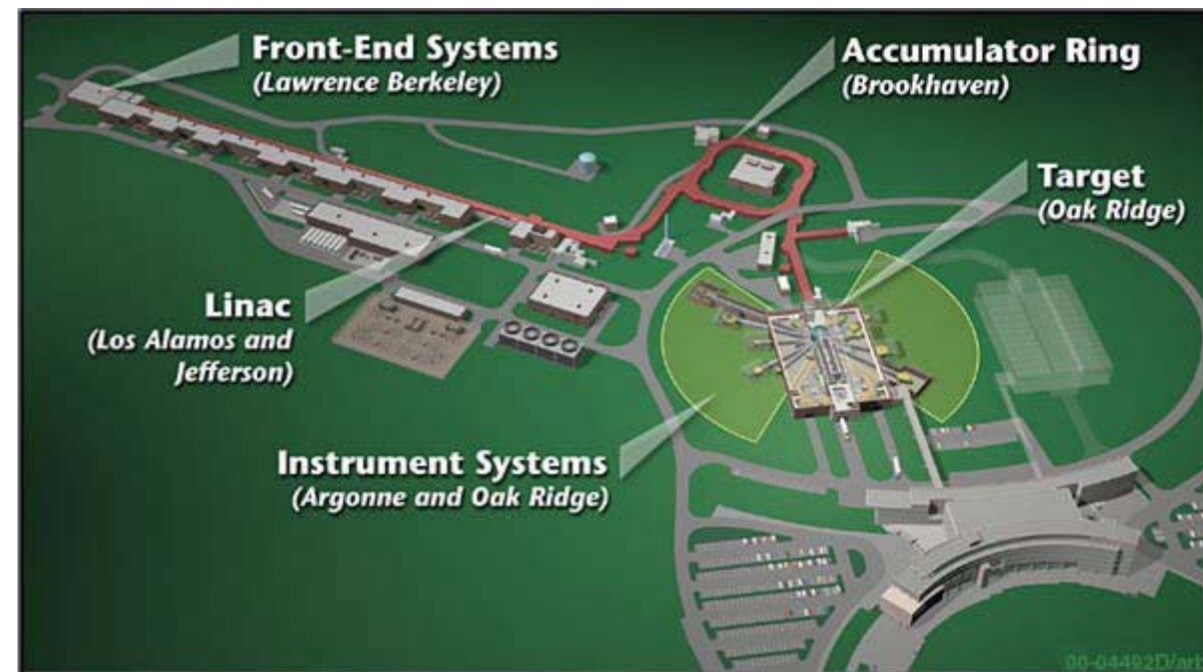 Front-End Systems
(Lawrence Berkeley)
Accumulator Ring
(Brookhaven)
Target
(Oak Ridge)
Linac
(Los Alamos and
Jefferson)
Instrument Systems
(Argonne and Oak Ridge)